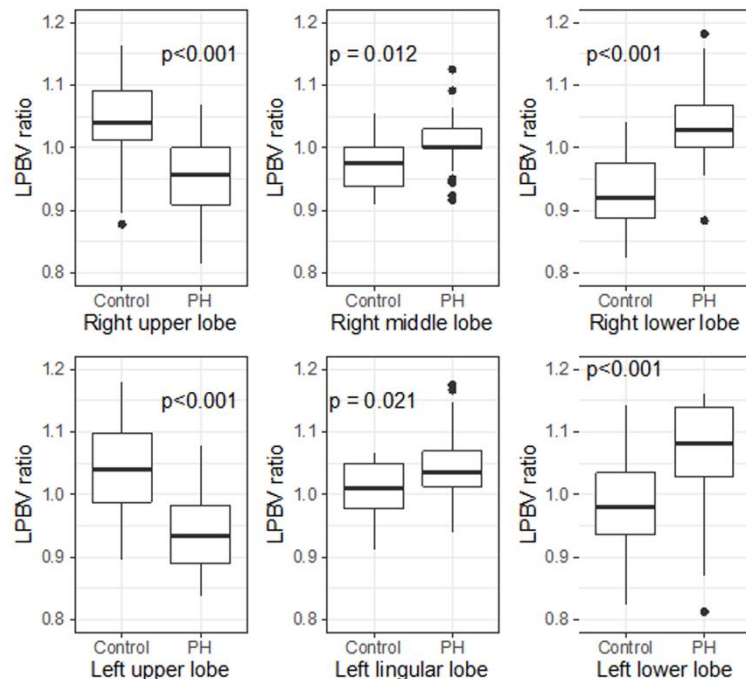 1.2
1.1
1.0
0.9
0.8
LPBV ratio
p<0.001
Control PH
Right upper lobe
1.2
1.1
1.0
0.9
0.8
LPBV ratio
p = 0.012
Control PH
Right middle lobe
1.2
1.1
1.0
0.9
0.8
LPBV ratio
p<0.001
Control PH
Right lower lobe
1.2
1.1
1.0
0.9
0.8
LPBV ratio
p<0.001
Control PH
Left upper lobe
1.2
1.1
1.0
0.9
0.8
LPBV ratio
p = 0.021
Control PH
Left lingular lobe
1.2
1.1
1.0
0.9
0.8
LPBV ratio
p<0.001
Control PH
Left lower lobe